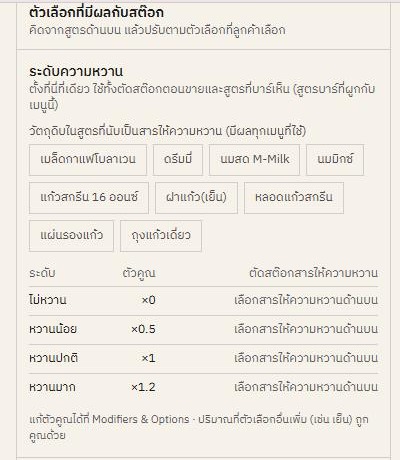 ตัวเลือกที่มีผลกับสต๊อก
คิดจากสูตรด้านบน แล้วปรับตามตัวเลือกที่ลูกค้าเลือก
ระดับความหวาน
ตั้งที่นี่ที่เดียว ใช้ทั้งตัดสต๊อกตอนขายและสูตรที่บาร์เห็น (สูตรบาร์ที่ผูกกับ
เมนูนี้)
วัตถุดิบในสูตรที่นับเป็นสารให้ความหวาน (มีผลทุกเมนูที่ใช้)
เมล็ดกาแฟโบลาเวน ดรีมมี่ นมสด M-Milk นมมิกซ์
แก้วสกรีน 16 ออนซ์ ฝาแก้ว(เย็น) หลอดแก้วสกรีน
แผ่นรองแก้ว ถุงแก้วเดี่ยว
ระดับ ตัวคูณ ตัดสต๊อกสารให้ความหวาน
ไม่หวาน ×0 เลือกสารให้ความหวานด้านบน
หวานน้อย ×0.5 เลือกสารให้ความหวานด้านบน
หวานปกติ ×1 เลือกสารให้ความหวานด้านบน
หวานมาก ×1.2 เลือกสารให้ความหวานด้านบน
แก้ตัวคูณได้ที่ Modifiers & Options · ปริมาณที่ตัวเลือกอื่นเพิ่ม (เช่น เย็น) ถูก
คูณด้วย